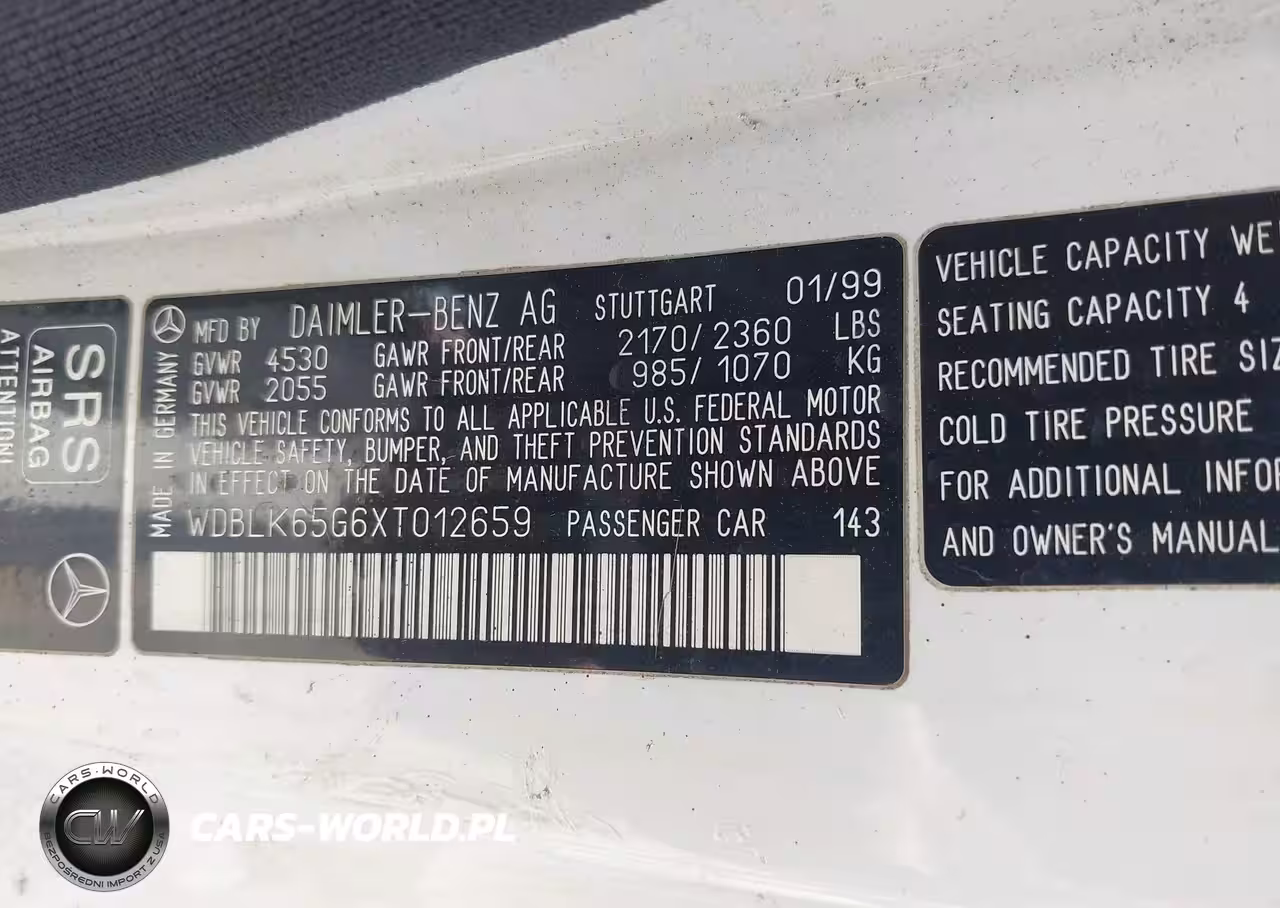 ATTENTION!
SRS
AIRBAG
MADE IN GERMANY
MFD BY DAIMLER-BENZ AG STUTTGART 01/99
GVWR 4530 GAWR FRONT/REAR 2170/2360 LBS
GVWR 2055 GAWR FRONT/REAR 985/1070 KG
THIS VEHICLE CONFORMS TO ALL APPLICABLE U.S. FEDERAL MOTOR
VEHICLE SAFETY, BUMPER, AND THEFT PREVENTION STANDARDS
IN EFFECT ON THE DATE OF MANUFACTURE SHOWN ABOVE
WDBLK65G6XT012659 PASSENGER CAR 143
VEHICLE CAPACITY WE
SEATING CAPACITY 4
RECOMMENDED TIRE SIZ
COLD TIRE PRESSURE
FOR ADDITIONAL INFOR
AND OWNER'S MANUAL
CARS-WORLD
CW
BEZPOŚREDNI IMPORT Z USA
CARS-WORLD.PL